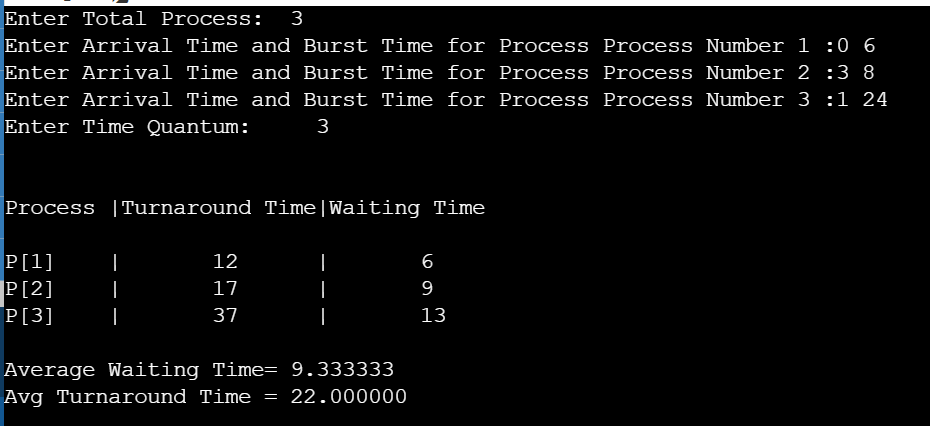 Enter Total Process:  3
Enter Arrival Time and Burst Time for Process Process Number 1 :0 6
Enter Arrival Time and Burst Time for Process Process Number 2 :3 8
Enter Arrival Time and Burst Time for Process Process Number 3 :1 24
Enter Time Quantum:     3
Process |Turnaround Time|Waiting Time
P[1]    |       12      |       6
P[2]    |       17      |       9
P[3]    |       37      |       13
Average Waiting Time= 9.333333
Avg Turnaround Time = 22.000000